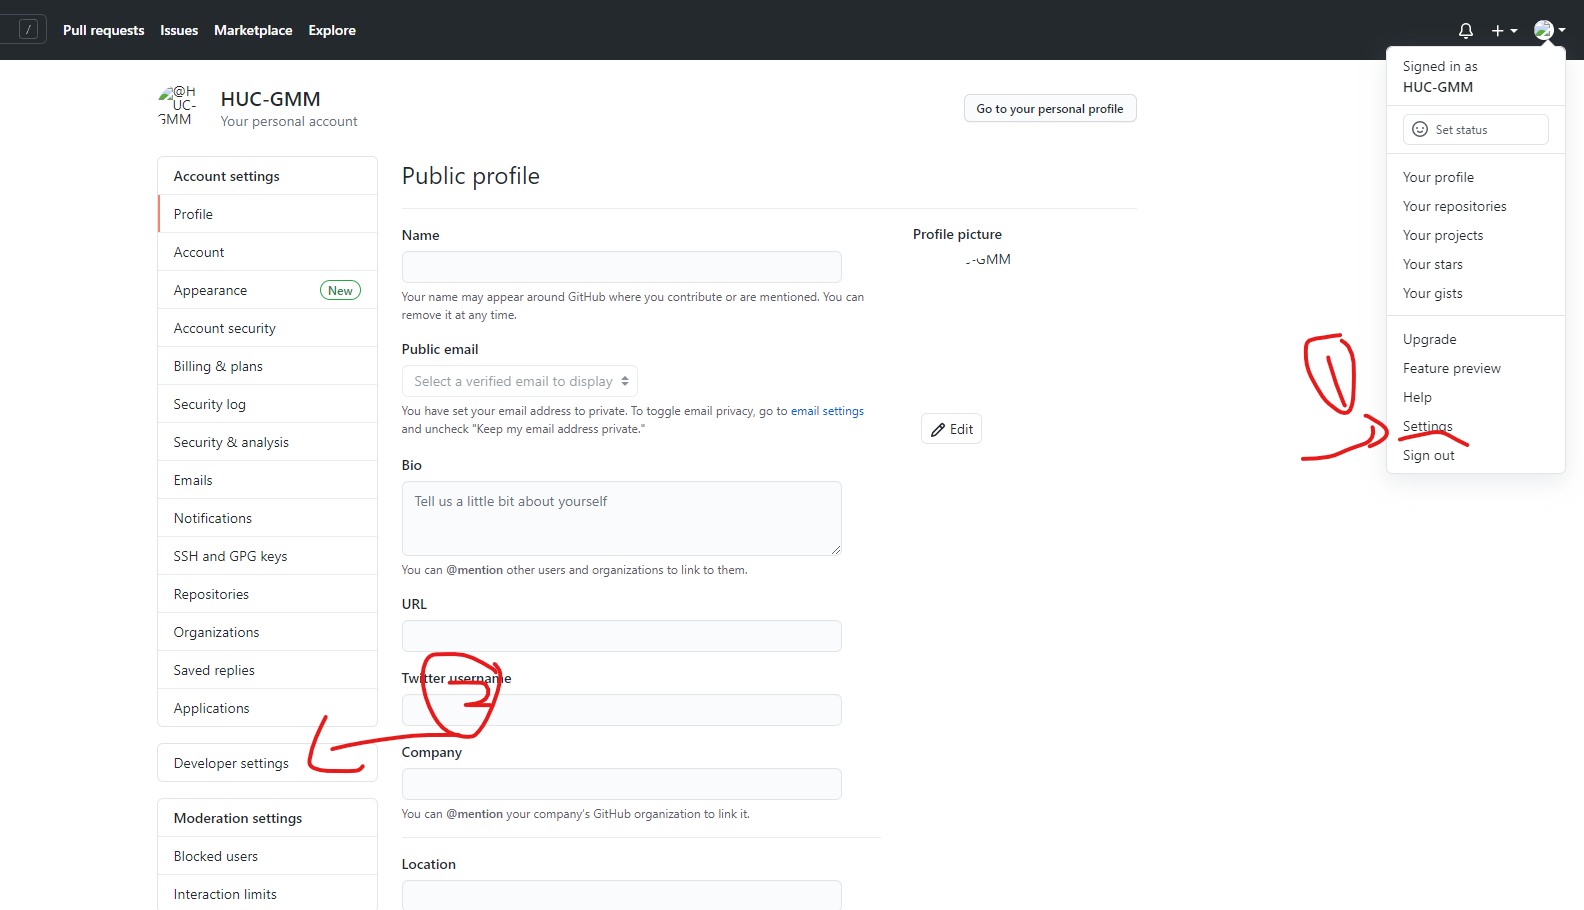 /
Pull requests Issues Marketplace Explore
Signed in as
HUC-GMM
Set status
Your profile
Your repositories
Your projects
Your stars
Your gists
Upgrade
Feature preview
Help
Settings
Sign out
1
@H
UC-
GMM
HUC-GMM
Your personal account
Go to your personal profile
Account settings
Profile
Account
Appearance New
Account security
Billing & plans
Security log
Security & analysis
Emails
Notifications
SSH and GPG keys
Repositories
Organizations
Saved replies
Applications
Developer settings
Moderation settings
Blocked users
Interaction limits
Public profile
Name
Your name may appear around GitHub where you contribute or are mentioned. You can
remove it at any time.
Public email
Select a verified email to display
You have set your email address to private. To toggle email privacy, go to email settings
and uncheck "Keep my email address private."
Bio
Tell us a little bit about yourself
You can @mention other users and organizations to link to them.
URL
Twitter username
2
Company
You can @mention your company's GitHub organization to link it.
Location
Profile picture
-GMM
Edit